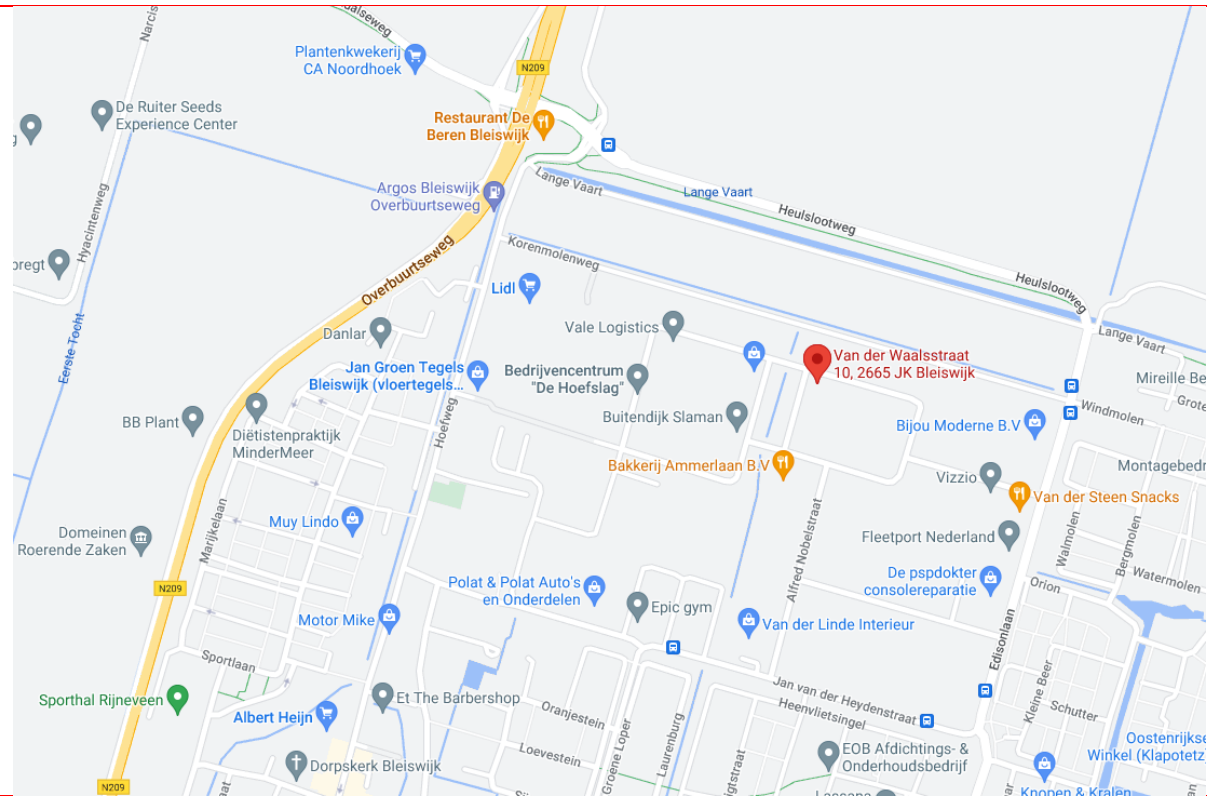 Narcis
Plantenkwekerij
CA Noordhoek
N209
De Ruiter Seeds
Experience Center
Restaurant De
Beren Bleiswijk
Lange Vaart
Lange Vaart
Heulslootweg
Argos Bleiswijk
Overbuurtseweg
Hyacintenweg
Korenmolenweg
Overbuurtseweg
Heulslootweg
Lidl
Eerste Tocht
Danlar
Vale Logistics
Lange Vaart
Van der Waalsstraat
10, 2665 JK Bleiswijk
Jan Groen Tegels
Bleiswijk (vloertegels...
Bedrijvencentrum
"De Hoefslag"
Mireille Be
Grote
Windmolen
BB Plant
Hoefweg
Buitendijk Slaman
Bijou Moderne B.V
Diëtistenpraktijk
MinderMeer
Bakkerij Ammerlaan B.V
Vizzio
Montagebedr
Van der Steen Snacks
Marijkelaan
Muy Lindo
Domeinen
Roerende Zaken
Alfred Nobelstraat
Fleetport Nederland
Walmolen
Bergmolen
Watermolen
N209
Polat & Polat Auto's
en Onderdelen
De pspdokter
consolereparatie
Orion
Epic gym
Motor Mike
Van der Linde Interieur
Edisonlaan
Sportlaan
Sporthal Rijneveen
Et The Barbershop
Jan van der Heydenstraat
Kleine Beer
Albert Heijn
Oranjestein
Heenvlietsingel
Schutter
Groene Loper
Laurenburg
Loevestein
Oostenrijkse
Winkel (Klapotetz)
Dorpskerk Bleiswijk
EOB Afdichtings- &
Onderhoudsbedrijf
N209
Knopen & Kralen